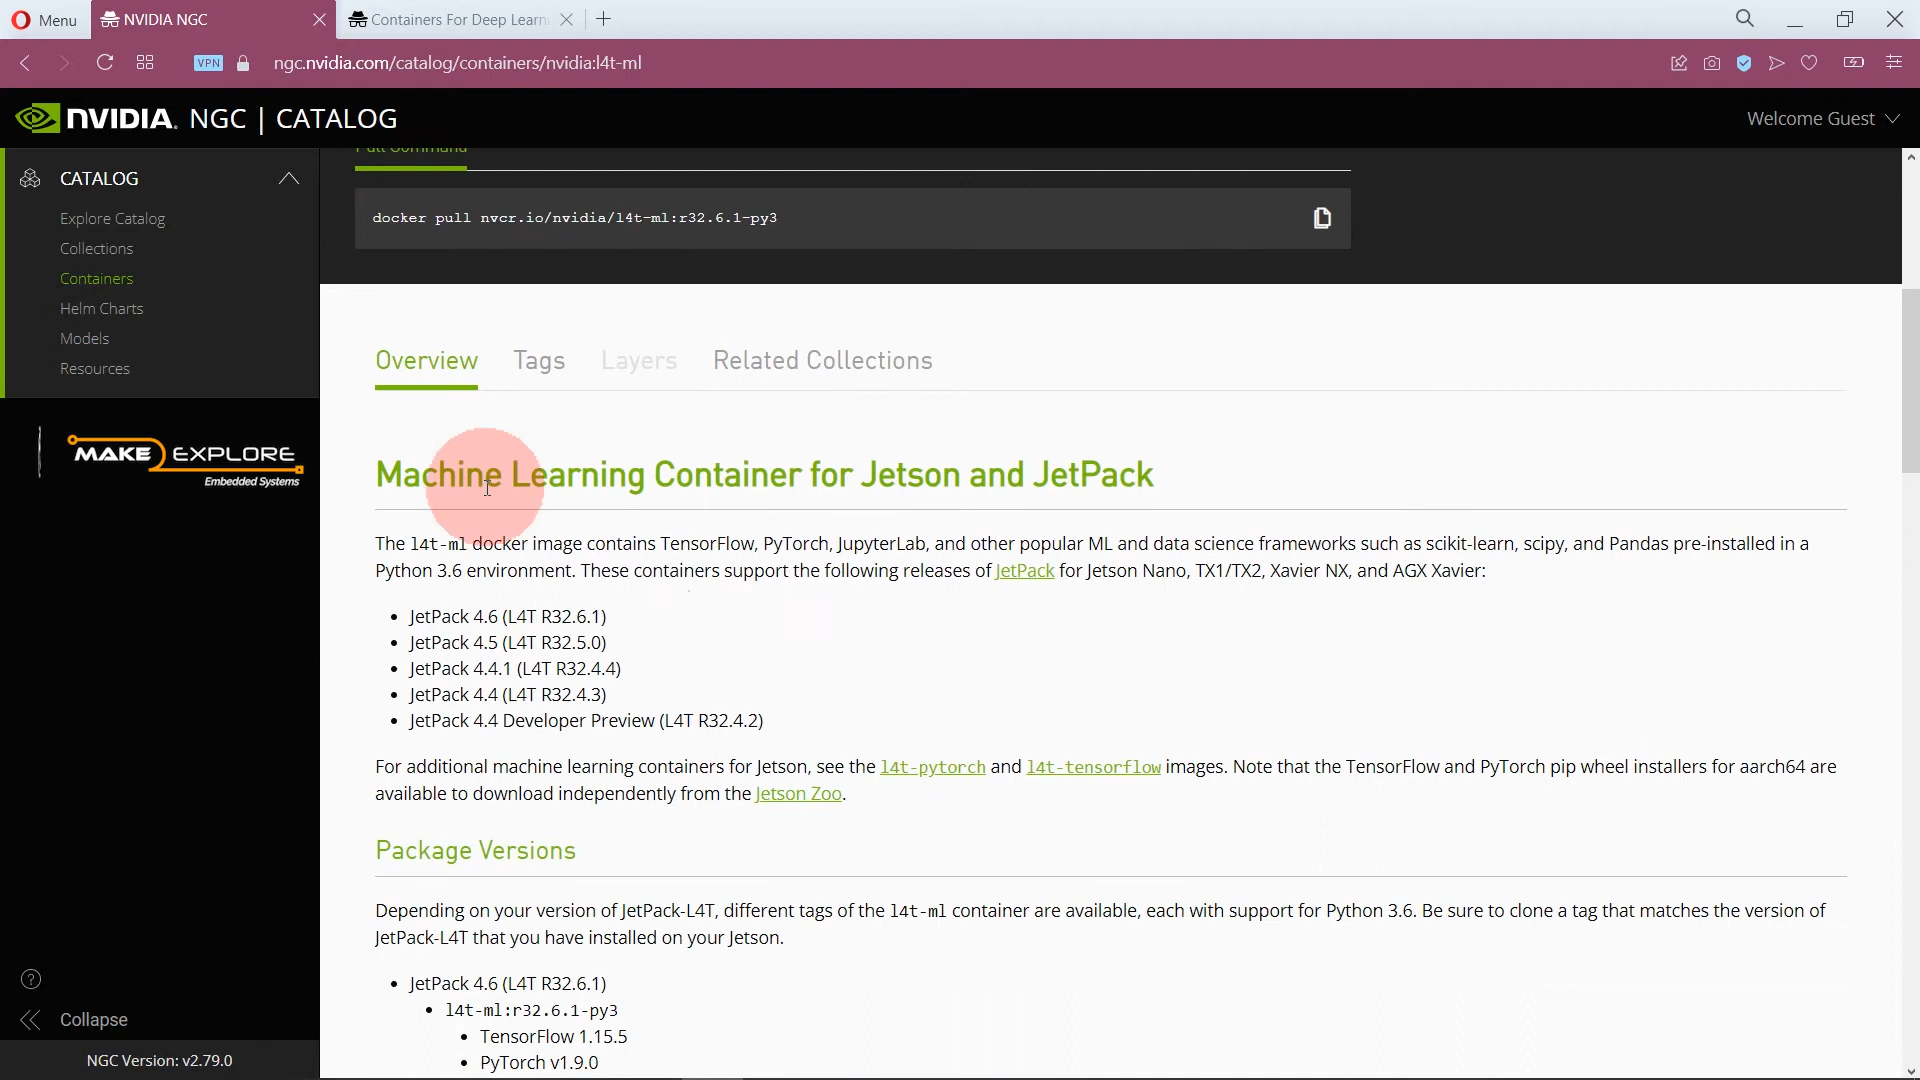 Menu
NVIDIA NGC
Containers For Deep Learn
VPN
ngc.nvidia.com/catalog/containers/nvidia:l4t-ml
NVIDIA. NGC | CATALOG
Welcome Guest
CATALOG
Explore Catalog
Collections
Containers
Helm Charts
Models
Resources
MAKE EXPLORE
Embedded Systems
Collapse
NGC Version: v2.79.0
Pull Command
docker pull nvcr.io/nvidia/l4t-ml:r32.6.1-py3
Overview Tags Layers Related Collections
Machine Learning Container for Jetson and JetPack
The l4t-ml docker image contains TensorFlow, PyTorch, JupyterLab, and other popular ML and data science frameworks such as scikit-learn, scipy, and Pandas pre-installed in a
Python 3.6 environment. These containers support the following releases of JetPack for Jetson Nano, TX1/TX2, Xavier NX, and AGX Xavier:
• JetPack 4.6 (L4T R32.6.1)
• JetPack 4.5 (L4T R32.5.0)
• JetPack 4.4.1 (L4T R32.4.4)
• JetPack 4.4 (L4T R32.4.3)
• JetPack 4.4 Developer Preview (L4T R32.4.2)
For additional machine learning containers for Jetson, see the l4t-pytorch and l4t-tensorflow images. Note that the TensorFlow and PyTorch pip wheel installers for aarch64 are
available to download independently from the Jetson Zoo.
Package Versions
Depending on your version of JetPack-L4T, different tags of the l4t-ml container are available, each with support for Python 3.6. Be sure to clone a tag that matches the version of
JetPack-L4T that you have installed on your Jetson.
• JetPack 4.6 (L4T R32.6.1)
• l4t-ml:r32.6.1-py3
• TensorFlow 1.15.5
• PyTorch v1.9.0